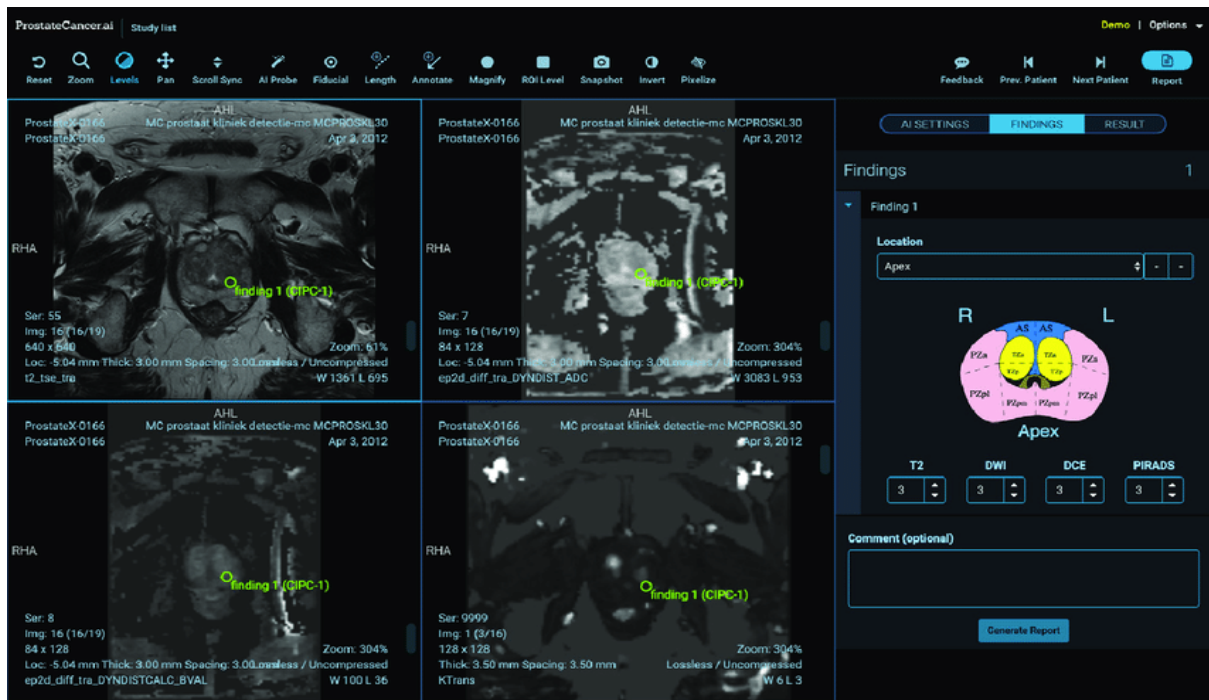 ProstateCancer.ai Study list
Demo Options
Reset Zoom Levels Pan Scroll Sync AI Probe Fiducial Length Annotate Magnify ROI Level Snapshot Invert Pixelize
Feedback Prev. Patient Next Patient Report
AHL
ProstateX-0166 MC prostaat kliniek detectie-mc MCPROSKL30
ProstateX-0166 Apr 3, 2012
RHA
finding 1 (CIPC-1)
Ser: 55
Img: 16 (16/19)
640 x 640 Zoom: 61%
Loc: -5.04 mm Thick: 3.00 mm Spacing: 3.00 Lossless / Uncompressed
t2_tse_tra W 1361 L 695
AHL
ProstateX-0166 MC prostaat kliniek detectie-mc MCPROSKL30
ProstateX-0166 Apr 3, 2012
RHA
finding 1 (CIPC-1)
Ser: 7
Img: 16 (16/19)
84 x 128 Zoom: 304%
Loc: -5.04 mm Thick: 3.00 mm Spacing: 3.00 Lossless / Uncompressed
ep2d_diff_tra_DYNDIST_ADC W 3083 L 953
AHL
ProstateX-0166 MC prostaat kliniek detectie-mc MCPROSKL30
ProstateX-0166 Apr 3, 2012
RHA
finding 1 (CIPC-1)
Ser: 8
Img: 16 (16/19)
84 x 128 Zoom: 304%
Loc: -5.04 mm Thick: 3.00 mm Spacing: 3.00 Lossless / Uncompressed
ep2d_diff_tra_DYNDISTCALC_BVAL W 100 L 36
AHL
ProstateX-0166 MC prostaat kliniek detectie-mc MCPROSKL30
ProstateX-0166 Apr 3, 2012
RHA
finding 1 (CIPC-1)
Ser: 9999
Img: 1 (3/16)
128 x 128 Zoom: 304%
Thick: 3.50 mm Spacing: 3.50 mm Lossless / Uncompressed
KTrans W 6 L 3
AI SETTINGS FINDINGS RESULT
Findings 1
Finding 1
Location
Apex - -
R L
AS AS
PZa TZa TZa PZa
TZp TZp
PZpl PZpm PZpm PZpl
Apex
T2 DWI DCE PIRADS
3 3 3 3
Comment (optional)
Generate Report